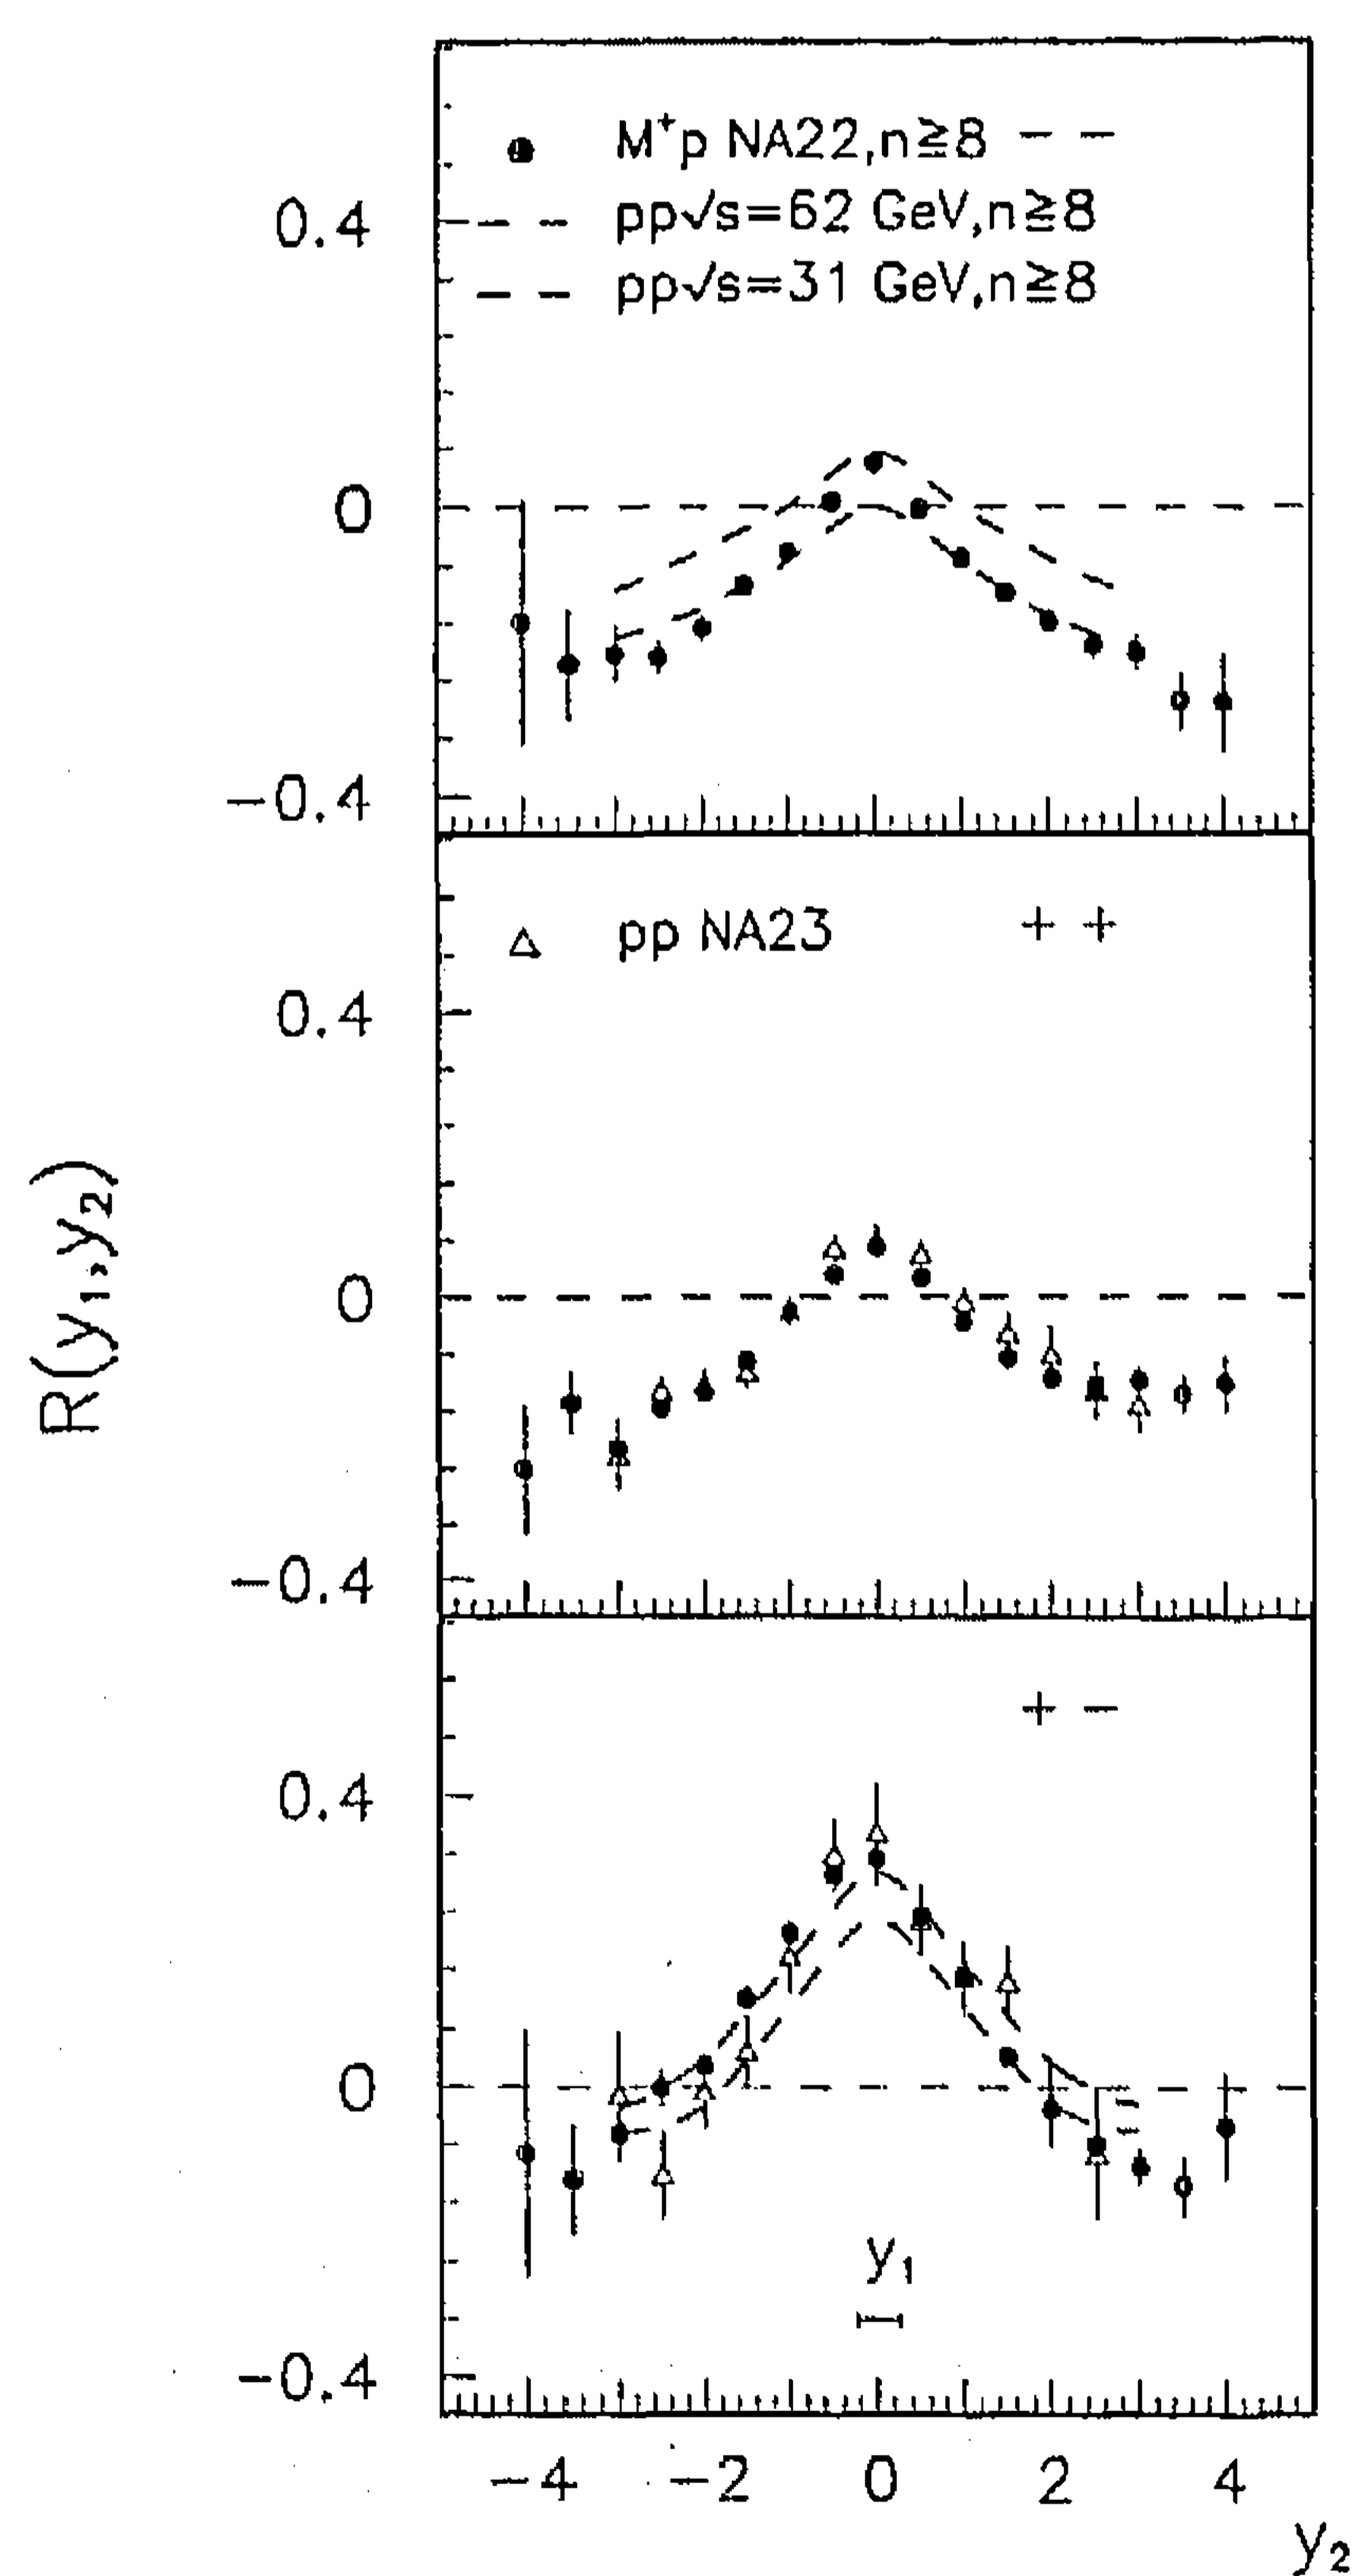 M⁺p NA22,n≧8 − −
pp√s=62 GeV,n≧8
pp√s=31 GeV,n≧8
0.4
0
−0.4
pp NA23 + +
0.4
0
−0.4
R(y₁,y₂)
+ −
0.4
0
−0.4
y₁
−4 −2 0 2 4
y₂